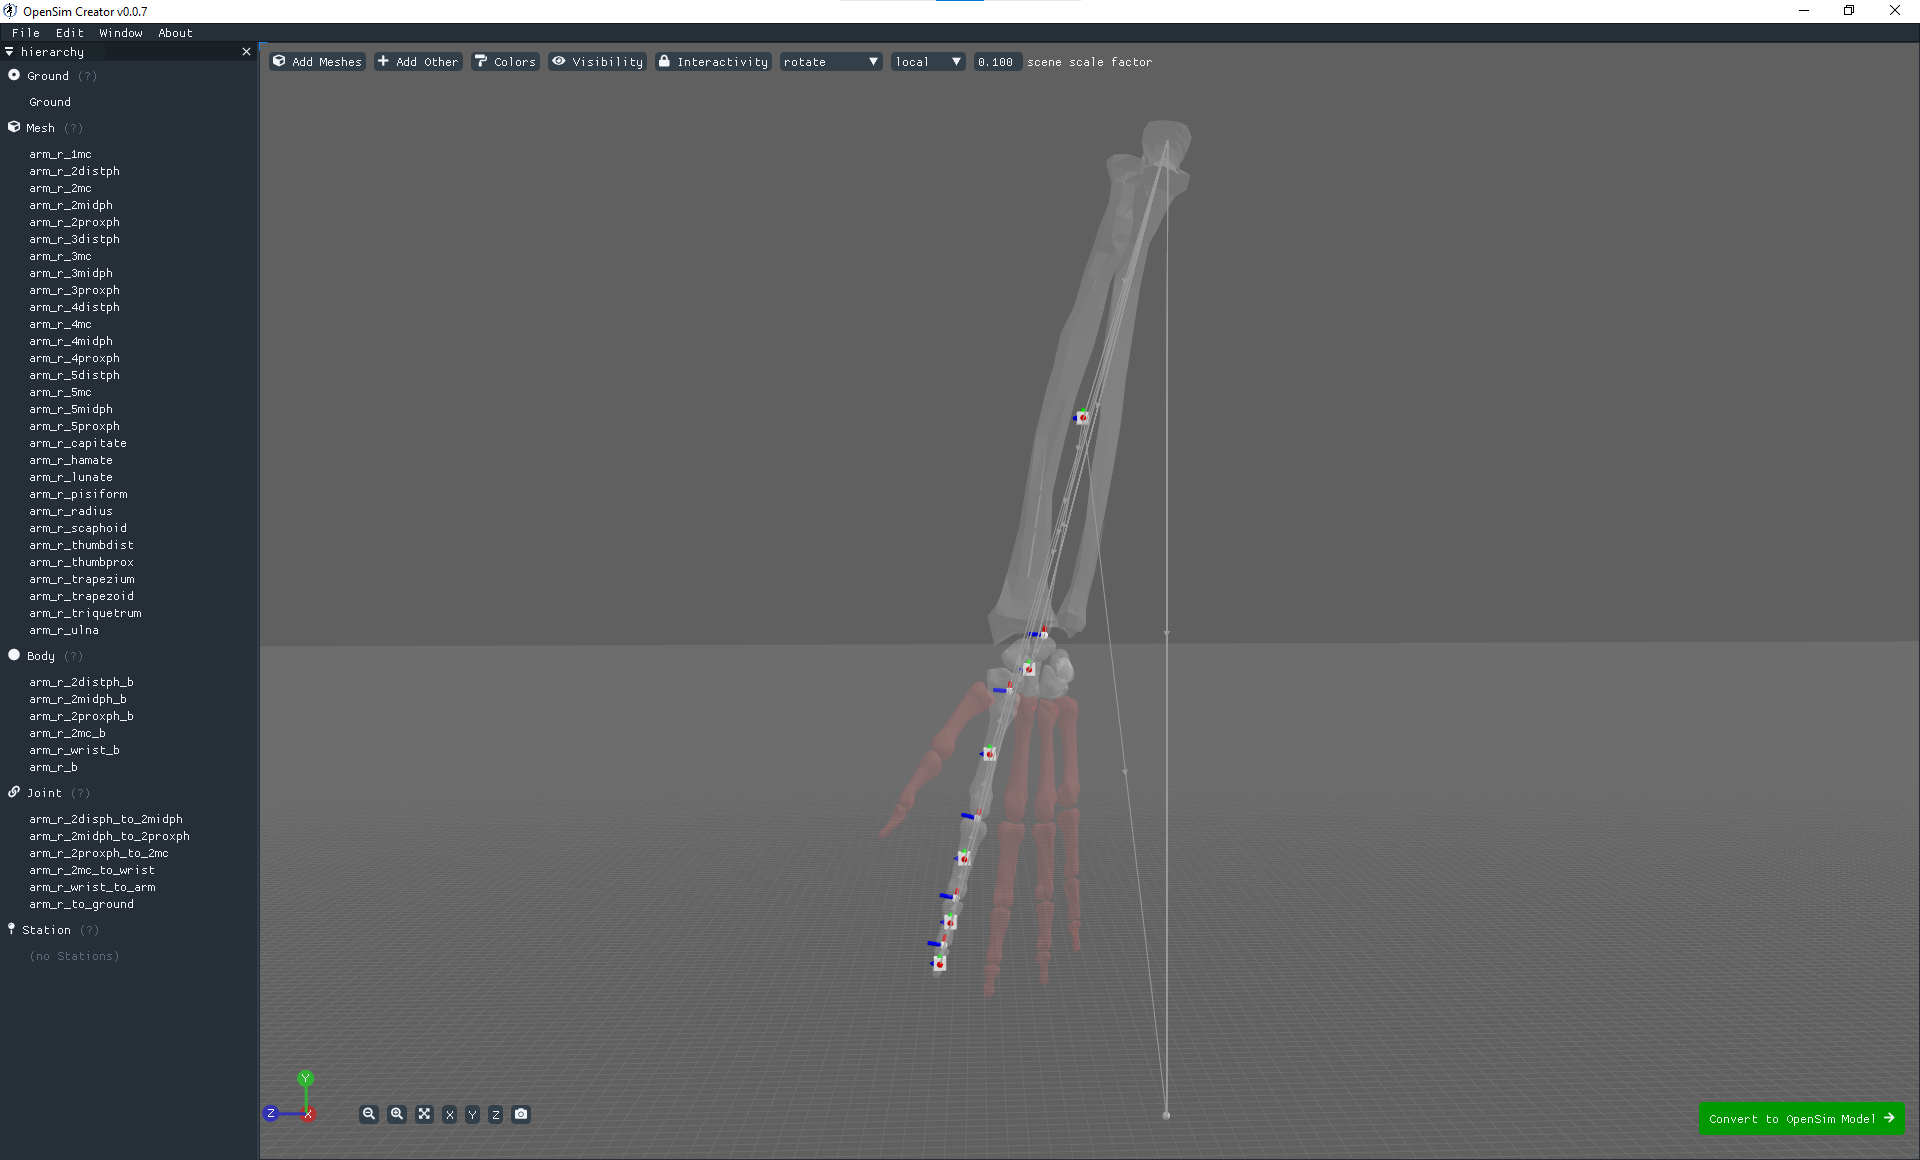 OpenSim Creator v0.0.7
File Edit Window About
hierarchy
Add Meshes Add Other Colors Visibility Interactivity rotate local 0.100 scene scale factor
Ground (?)
Ground
Mesh (?)
arm_r_1mc
arm_r_2distph
arm_r_2mc
arm_r_2midph
arm_r_2proxph
arm_r_3distph
arm_r_3mc
arm_r_3midph
arm_r_3proxph
arm_r_4distph
arm_r_4mc
arm_r_4midph
arm_r_4proxph
arm_r_5distph
arm_r_5mc
arm_r_5midph
arm_r_5proxph
arm_r_capitate
arm_r_hamate
arm_r_lunate
arm_r_pisiform
arm_r_radius
arm_r_scaphoid
arm_r_thumbdist
arm_r_thumbprox
arm_r_trapezium
arm_r_trapezoid
arm_r_triquetrum
arm_r_ulna
Body (?)
arm_r_2distph_b
arm_r_2midph_b
arm_r_2proxph_b
arm_r_2mc_b
arm_r_wrist_b
arm_r_b
Joint (?)
arm_r_2disph_to_2midph
arm_r_2midph_to_2proxph
arm_r_2proxph_to_2mc
arm_r_2mc_to_wrist
arm_r_wrist_to_arm
arm_r_to_ground
Station (?)
(no Stations)
Y
Z X
X Y Z
Convert to OpenSim Model